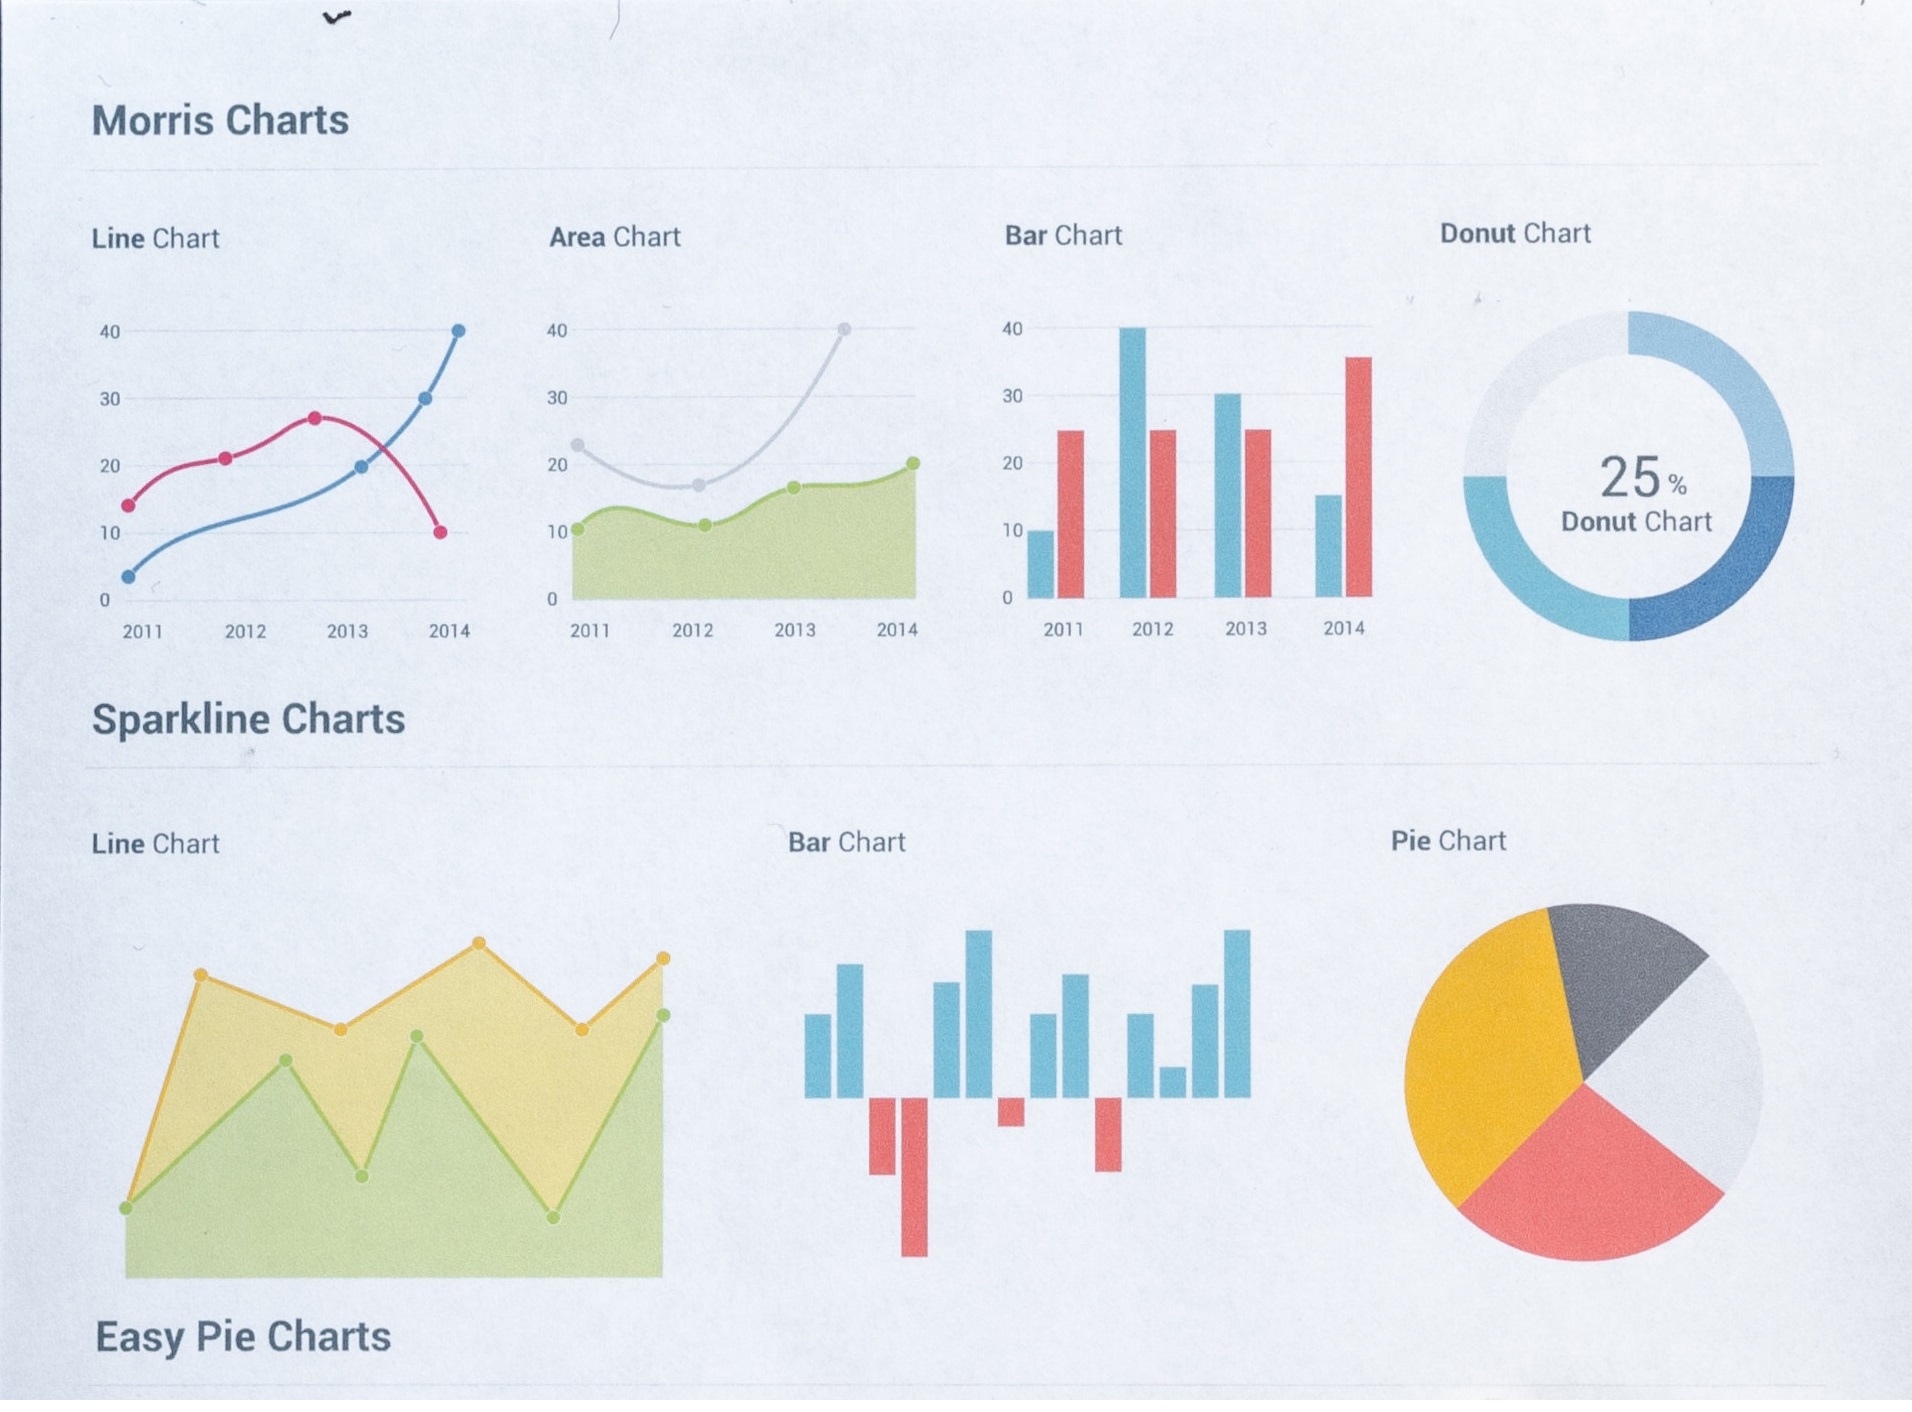 Morris Charts
Line Chart
40
30
20
10
0
2011 2012 2013 2014
Area Chart
40
30
20
10
0
2011 2012 2013 2014
Bar Chart
40
30
20
10
0
2011 2012 2013 2014
Donut Chart
25 %
Donut Chart
Sparkline Charts
Line Chart
Bar Chart
Pie Chart
Easy Pie Charts